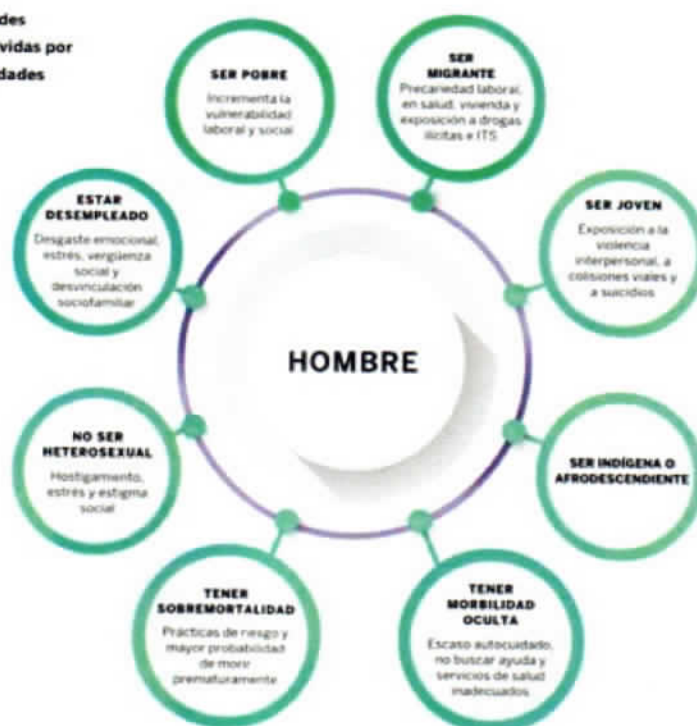 des
vidas por
dades
SER POBRE
Incrementa la
vulnerabilidad
laboral y social
SER
MIGRANTE
Precariedad laboral,
en salud, vivienda y
exposición a drogas
ilícitas e ITS
ESTAR
DESEMPLEADO
Desgaste emocional,
estrés, vergüenza
social y
desvinculación
sociofamiliar
SER JOVEN
Exposición a la
violencia
interpersonal, a
colisiones viales y
a suicidios
HOMBRE
NO SER
HETEROSEXUAL
Hostigamiento,
estrés y estigma
social
SER INDÍGENA O
AFRODESCENDIENTE
TENER
SOBREMORTALIDAD
Prácticas de riesgo y
mayor probabilidad
de morir
prematuramente
TENER
MORBILIDAD
OCULTA
Escaso autocuidado,
no buscar ayuda y
servicios de salud
inadecuados